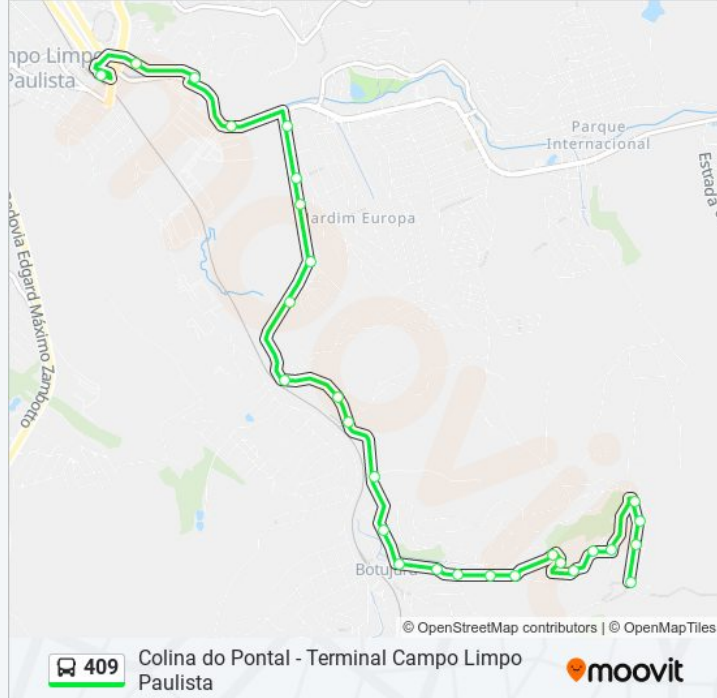 mpo Limpo
Paulista
Parque
Internacional
Estrada
Jardim Europa
Rodovia Edgard Máximo Zambotto
moovit
Botujuru
© OpenStreetMap contributors | © OpenMapTiles
409
Colina do Pontal - Terminal Campo Limpo
Paulista
moovit